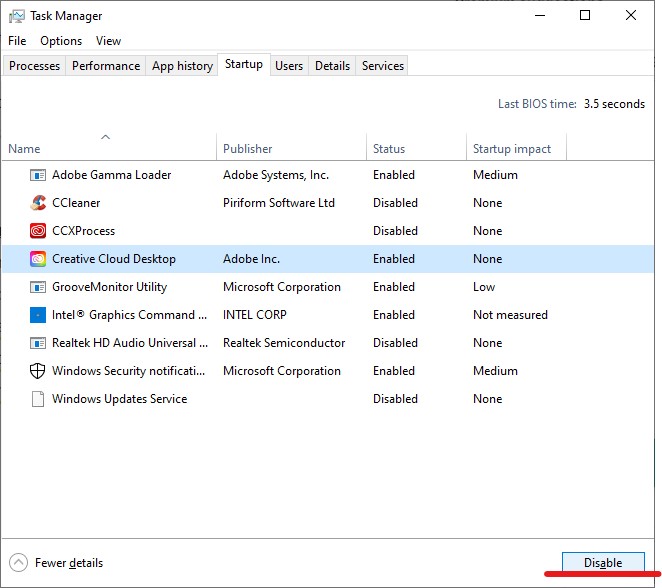 Task Manager
File Options View
Processes Performance App history Startup Users Details Services
Last BIOS time: 3.5 seconds
Name Publisher Status Startup impact
Adobe Gamma Loader Adobe Systems, Inc. Enabled Medium
CCleaner Piriform Software Ltd Disabled None
CCXProcess Disabled None
Creative Cloud Desktop Adobe Inc. Enabled None
GrooveMonitor Utility Microsoft Corporation Enabled Low
Intel® Graphics Command ... INTEL CORP Enabled Not measured
Realtek HD Audio Universal ... Realtek Semiconductor Disabled None
Windows Security notificati... Microsoft Corporation Enabled Medium
Windows Updates Service Disabled None
Fewer details Disable